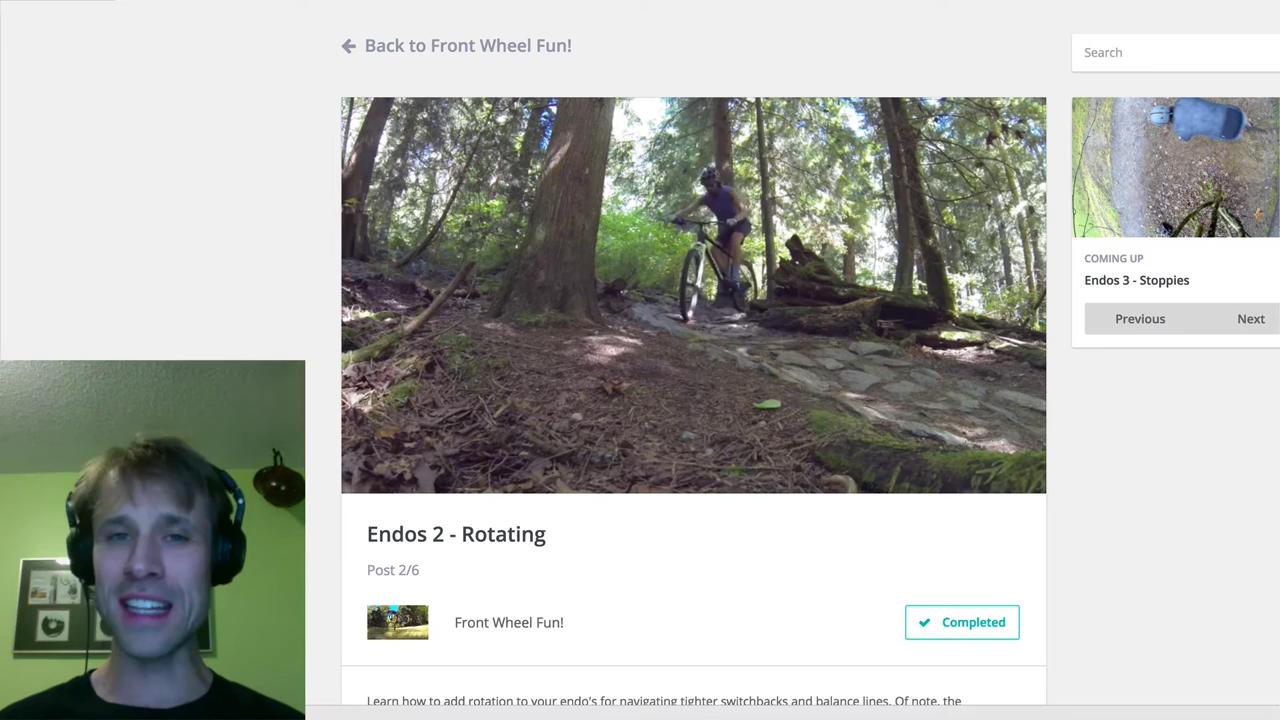 Back to Front Wheel Fun!
Search
COMING UP
Endos 3 - Stoppies
Previous
Next
Endos 2 - Rotating
Post 2/6
Front Wheel Fun!
Completed
Learn how to add rotation to your endo's for navigating tighter switchbacks and balance lines. Of note, the